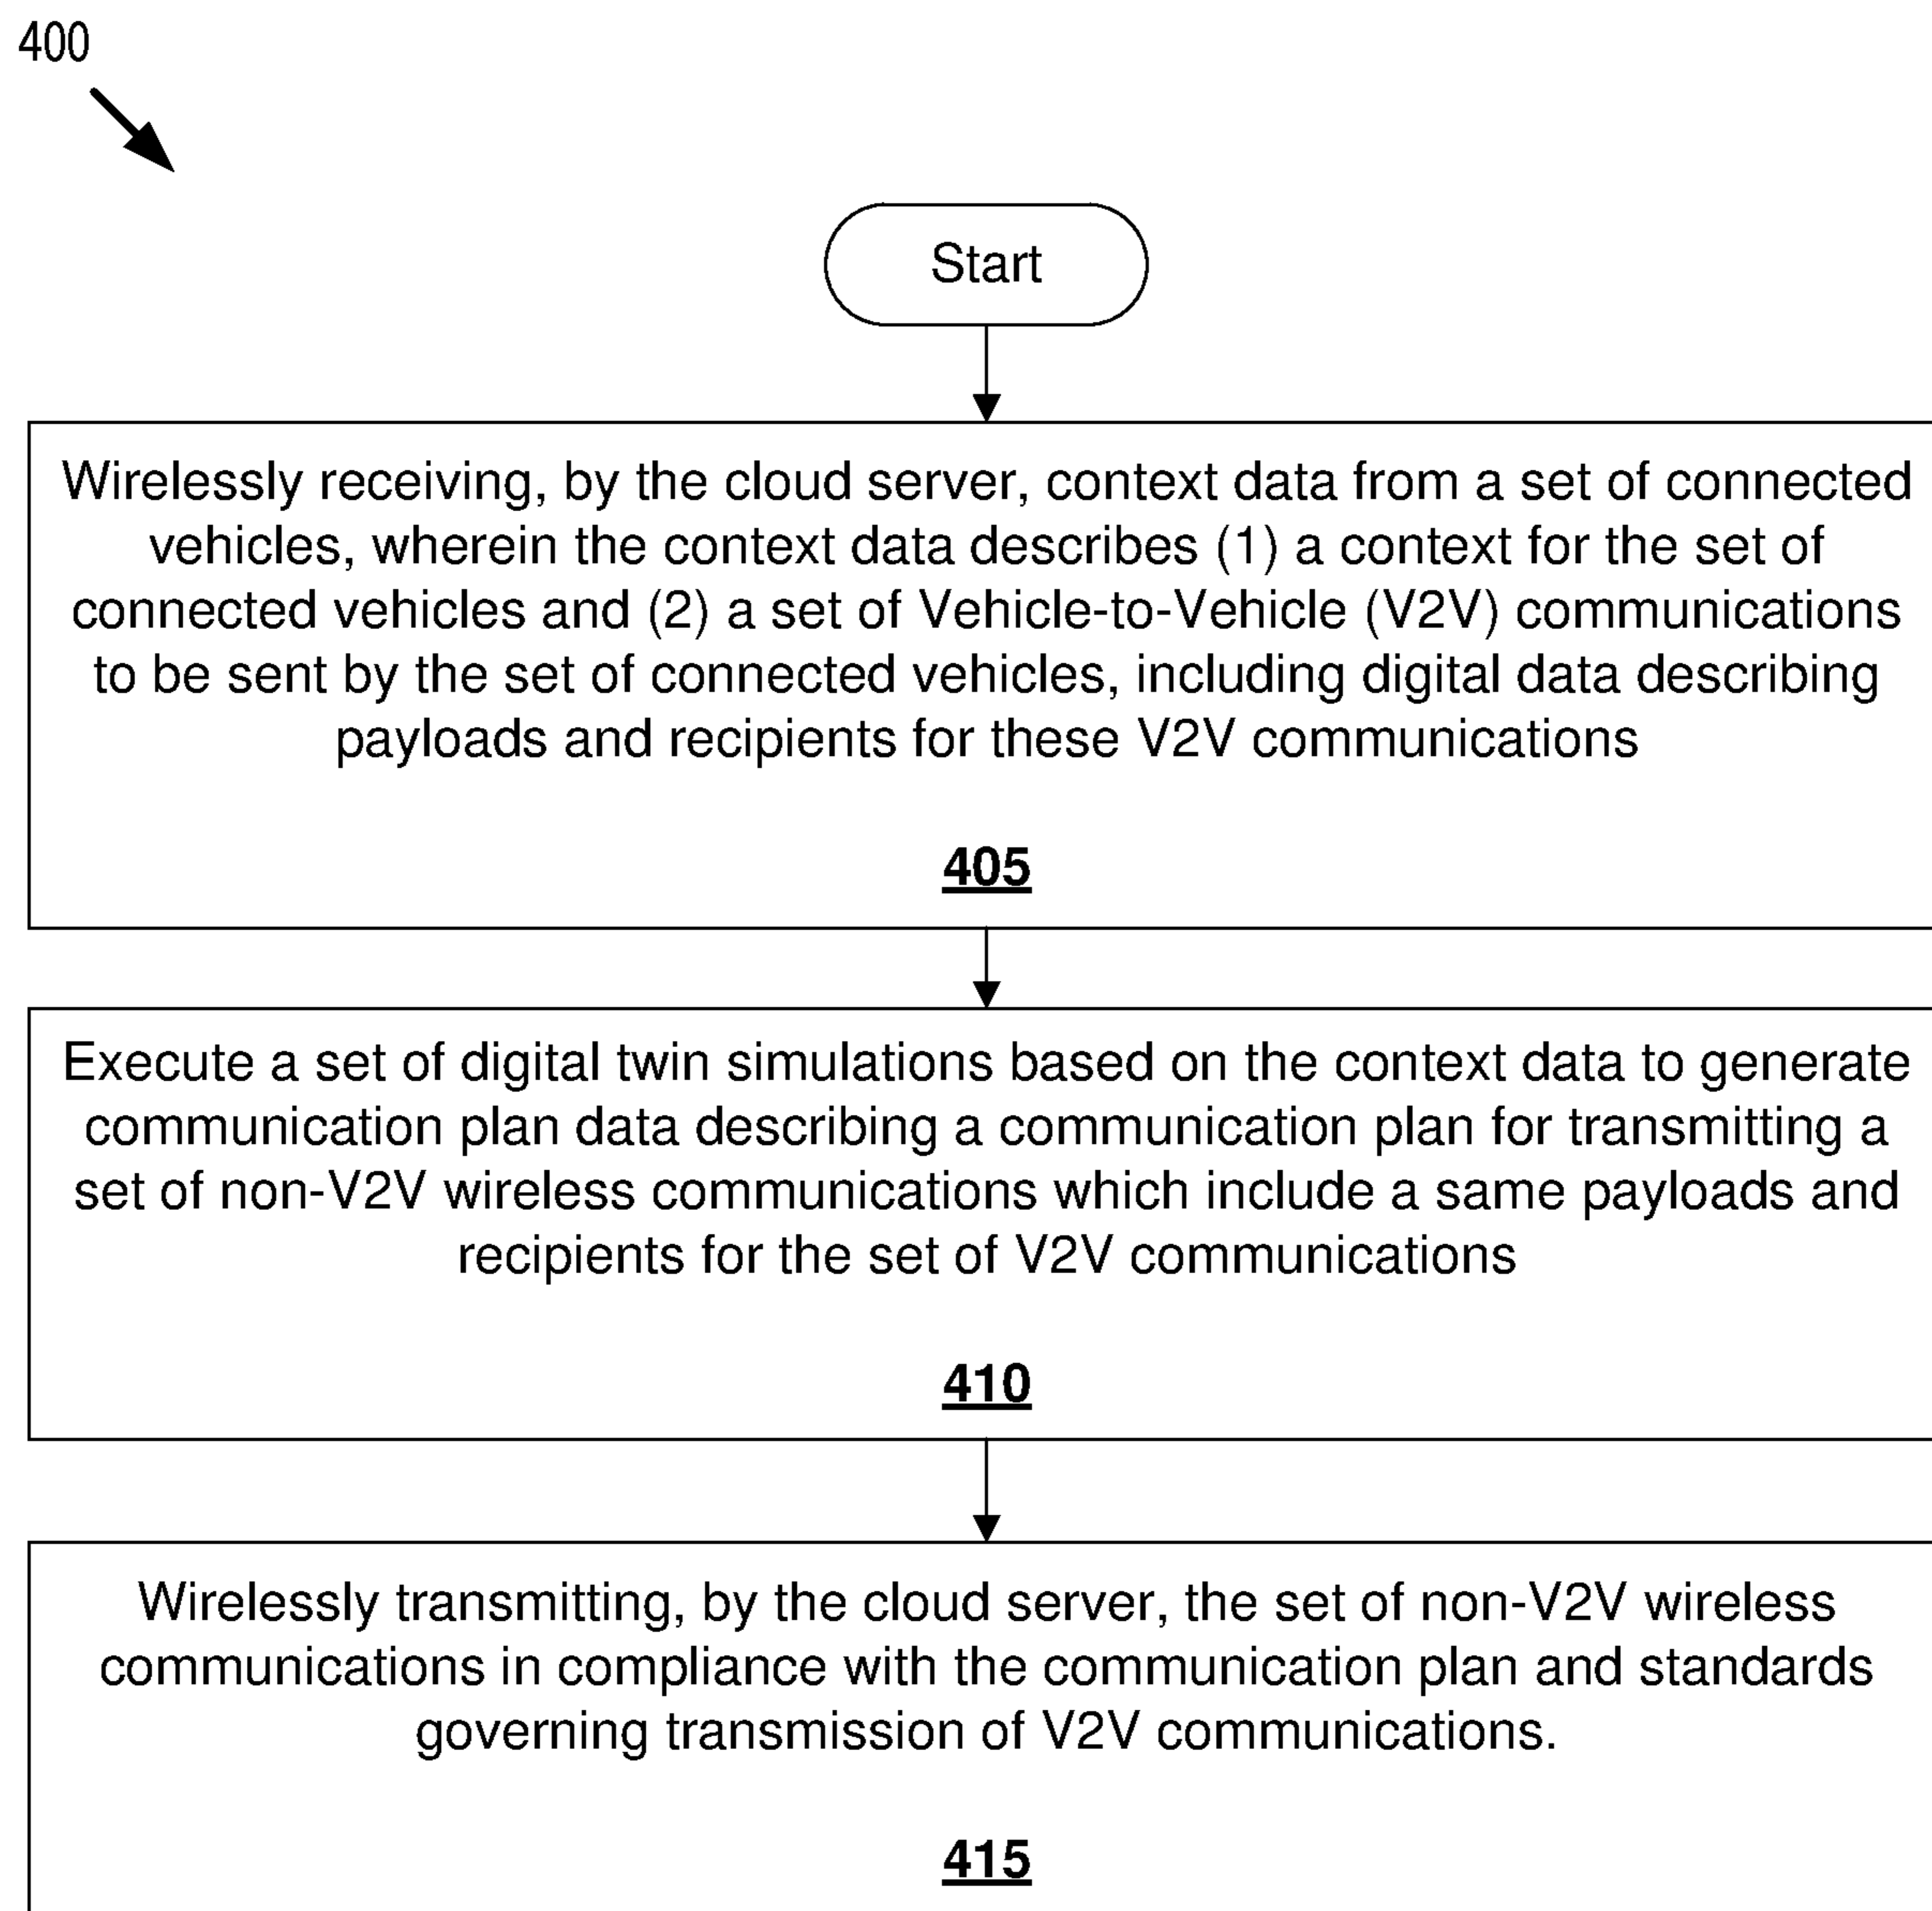 400
Start
Wirelessly receiving, by the cloud server, context data from a set of connected
vehicles, wherein the context data describes (1) a context for the set of
connected vehicles and (2) a set of Vehicle-to-Vehicle (V2V) communications
to be sent by the set of connected vehicles, including digital data describing
payloads and recipients for these V2V communications
405
Execute a set of digital twin simulations based on the context data to generate
communication plan data describing a communication plan for transmitting a
set of non-V2V wireless communications which include a same payloads and
recipients for the set of V2V communications
410
Wirelessly transmitting, by the cloud server, the set of non-V2V wireless
communications in compliance with the communication plan and standards
governing transmission of V2V communications.
415